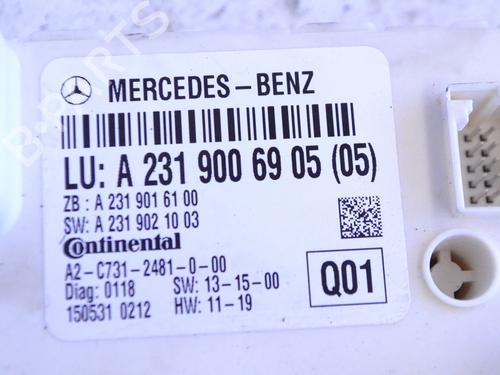 MERCEDES-BENZ
LU: A 231 900 69 05 (05)
ZB : A 231 901 61 00
SW: A 231 902 10 03
Continental
A2-C731-2481-0-00
Diag: 0118 SW: 13-15-00
150531 0212 HW: 11-19
Q01
B-PARTS